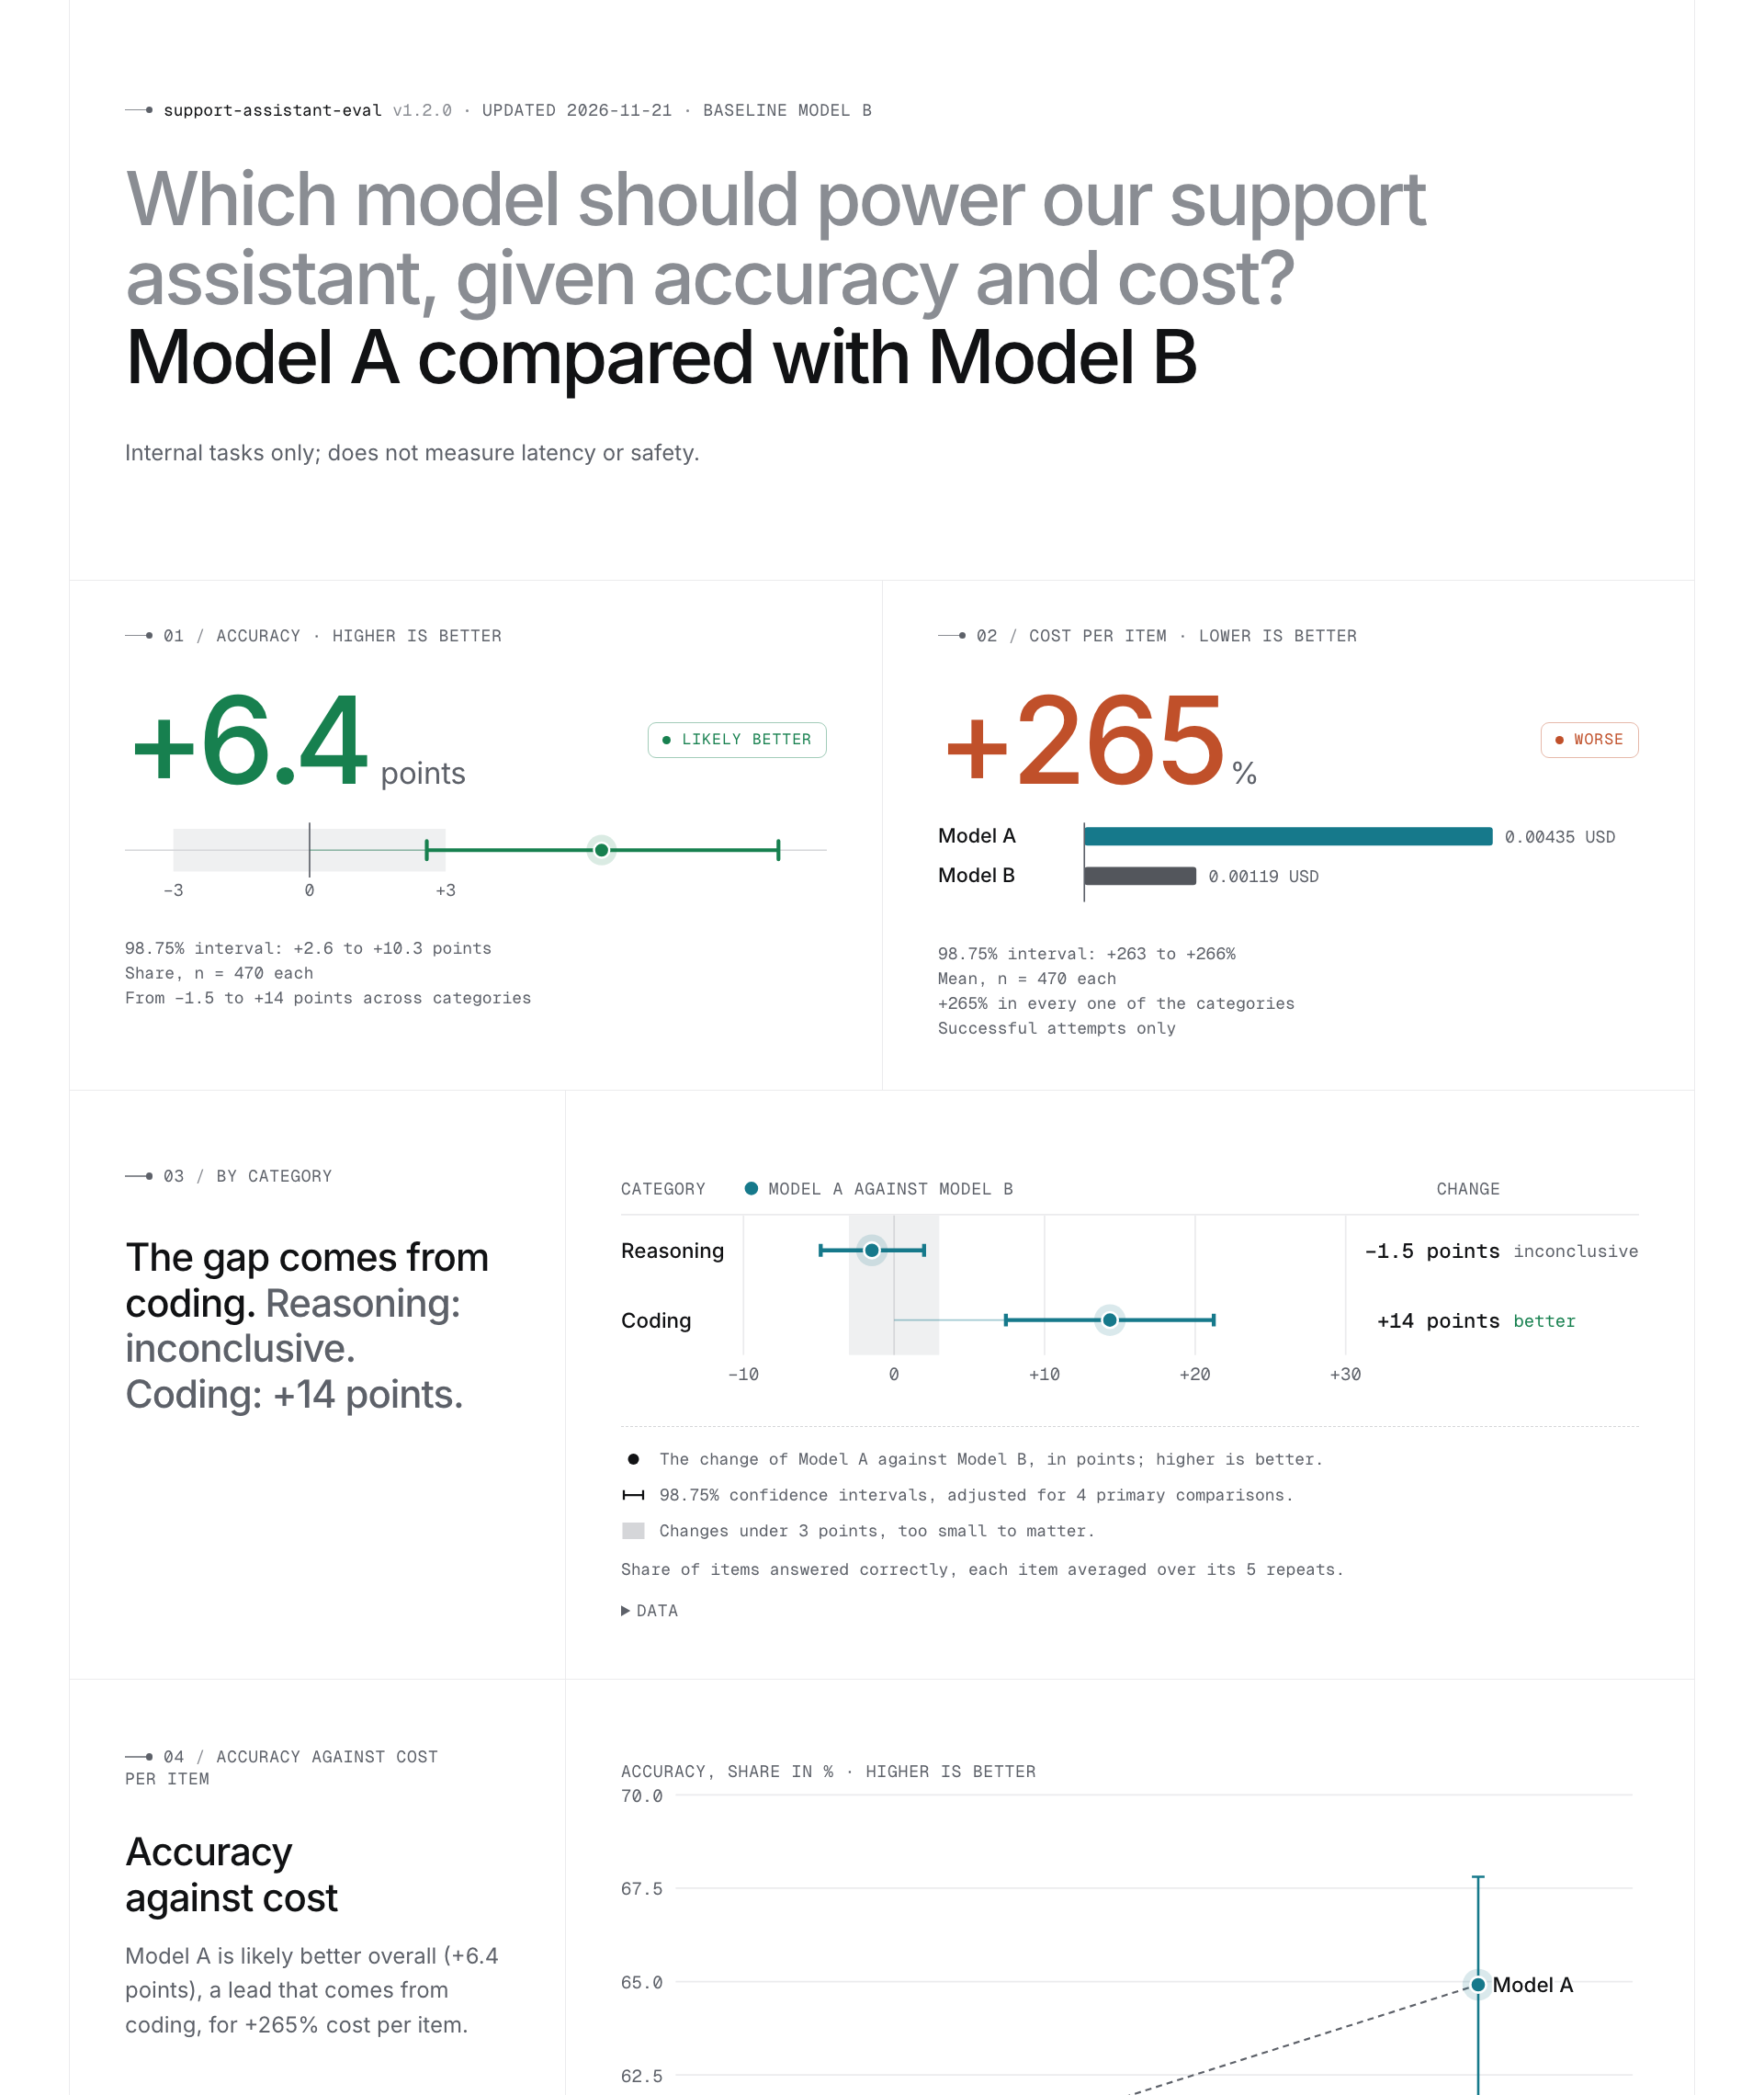 support-assistant-eval v1.2.0 · UPDATED 2026-11-21 · BASELINE MODEL B
Which model should power our support
assistant, given accuracy and cost?
Model A compared with Model B
Internal tasks only; does not measure latency or safety.
01 / ACCURACY · HIGHER IS BETTER
+6.4 points
LIKELY BETTER
−3 0 +3
98.75% interval: +2.6 to +10.3 points
Share, n = 470 each
From −1.5 to +14 points across categories
02 / COST PER ITEM · LOWER IS BETTER
+265%
WORSE
Model A 0.00435 USD
Model B 0.00119 USD
98.75% interval: +263 to +266%
Mean, n = 470 each
+265% in every one of the categories
Successful attempts only
03 / BY CATEGORY
The gap comes from
coding. Reasoning:
inconclusive.
Coding: +14 points.
CATEGORY MODEL A AGAINST MODEL B CHANGE
Reasoning −1.5 points inconclusive
Coding +14 points better
−10 0 +10 +20 +30
The change of Model A against Model B, in points; higher is better.
98.75% confidence intervals, adjusted for 4 primary comparisons.
Changes under 3 points, too small to matter.
Share of items answered correctly, each item averaged over its 5 repeats.
DATA
04 / ACCURACY AGAINST COST
PER ITEM
Accuracy
against cost
Model A is likely better overall (+6.4
points), a lead that comes from
coding, for +265% cost per item.
ACCURACY, SHARE IN % · HIGHER IS BETTER
70.0
67.5
65.0
Model A
62.5